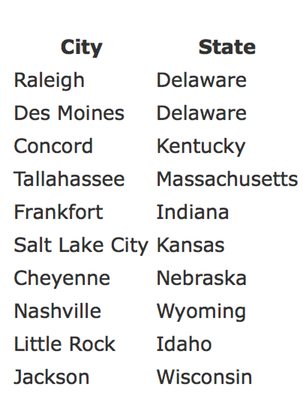 City State
Raleigh Delaware
Des Moines Delaware
Concord Kentucky
Tallahassee Massachusetts
Frankfort Indiana
Salt Lake City Kansas
Cheyenne Nebraska
Nashville Wyoming
Little Rock Idaho
Jackson Wisconsin